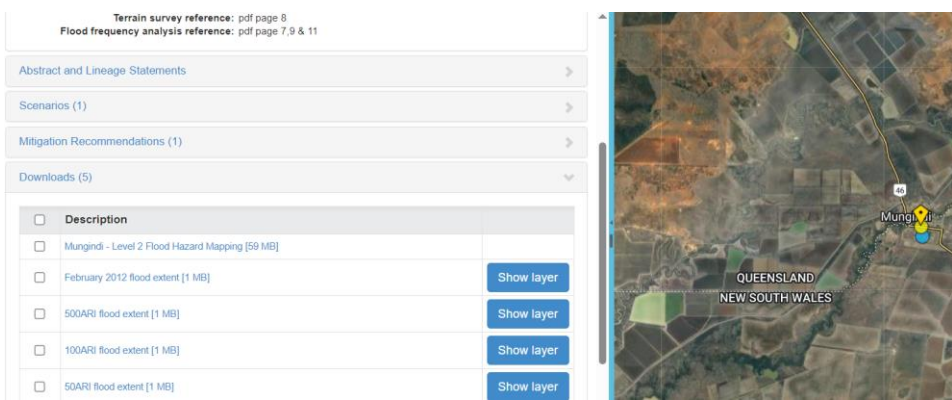 Terrain survey reference: pdf page 8
Flood frequency analysis reference: pdf page 7,9 & 11
Abstract and Lineage Statements
Scenarios (1)
Mitigation Recommendations (1)
Downloads (5)
Description
Mungindi - Level 2 Flood Hazard Mapping [59 MB]
February 2012 flood extent [1 MB]
Show layer
500ARI flood extent [1 MB]
Show layer
100ARI flood extent [1 MB]
Show layer
50ARI flood extent [1 MB]
Show layer
46
QUEENSLAND
NEW SOUTH WALES